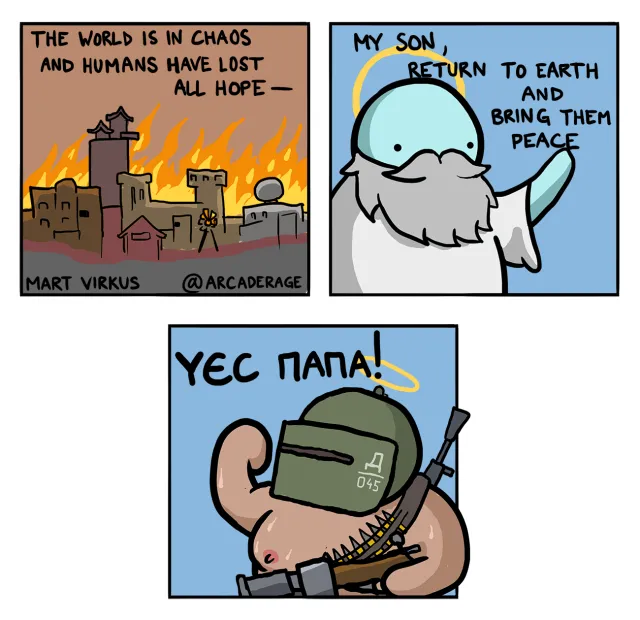 THE WORLD IS IN CHAOS
AND HUMANS HAVE LOST
ALL HOPE —
MART VIRKUS @ARCADERAGE
MY SON,
RETURN TO EARTH
AND
BRING THEM
PEACE
YEC ПАПА!
Д
045